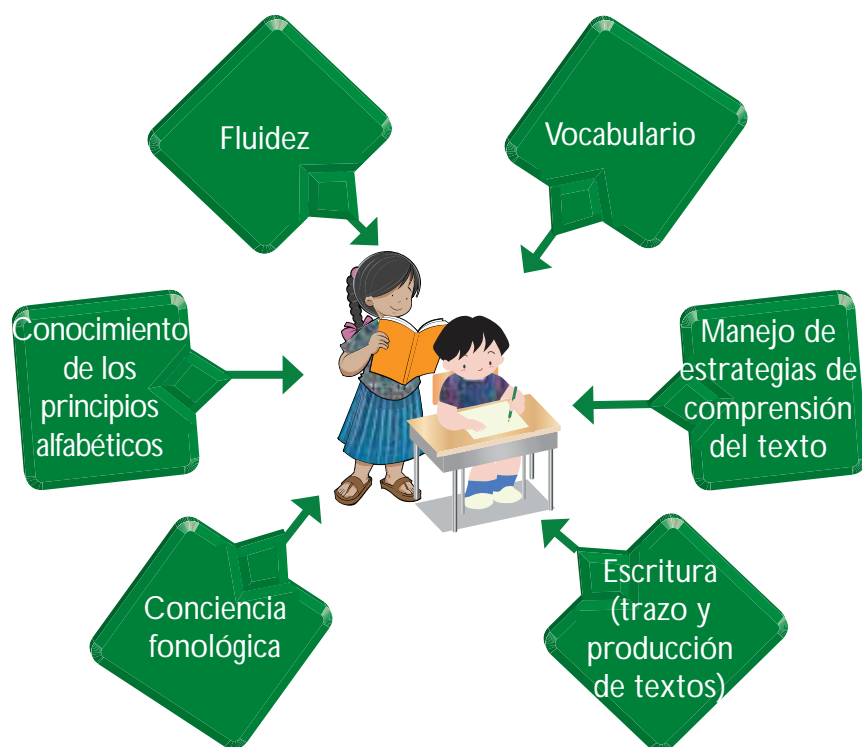 Fluidez
Vocabulario
Conocimiento
de los
principios
alfabéticos
Manejo de
estrategias de
comprensión
del texto
Conciencia
fonológica
Escritura
(trazo y
producción
de textos)